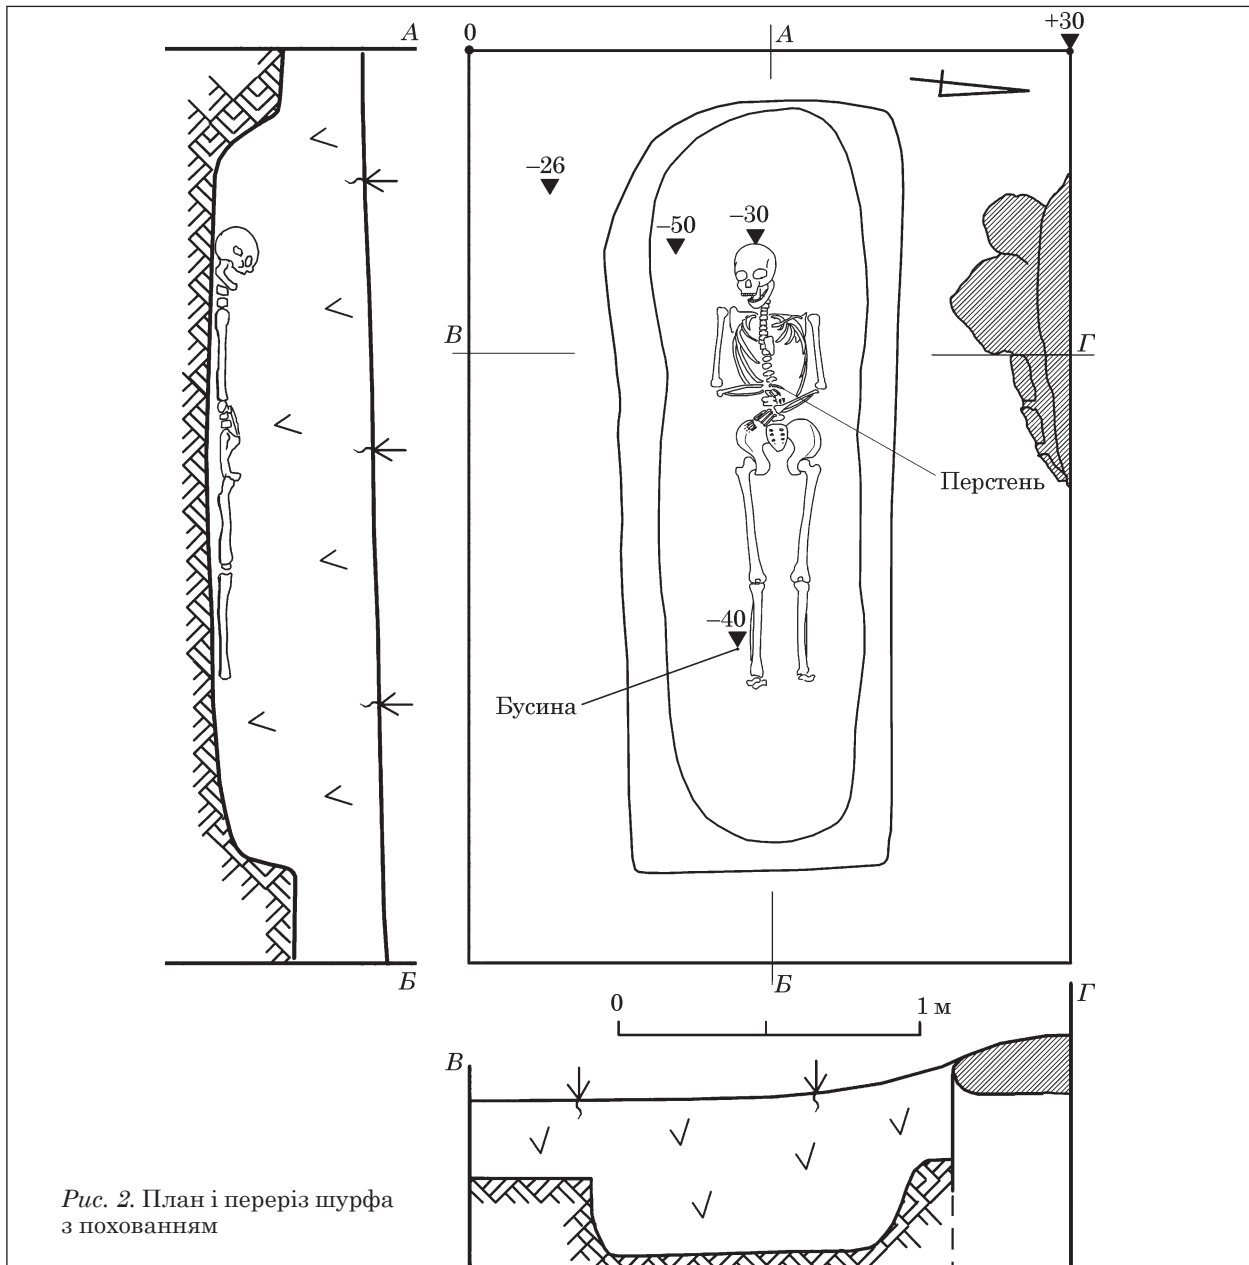 А
0
А
+30
–26
–50
–30
В
Г
Перстень
–40
Бусина
Б
Б
0
1 м
Г
В
Рис. 2. План і переріз шурфа
з похованням